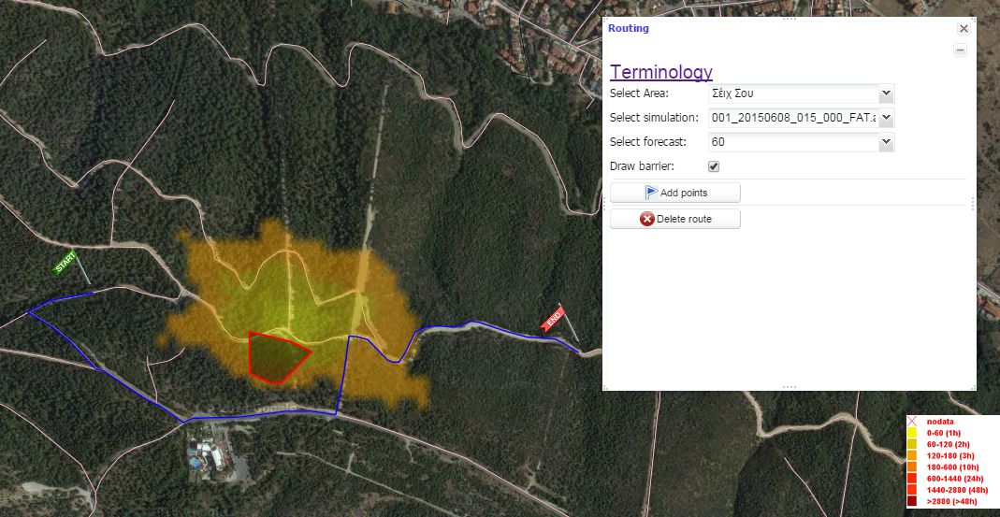 Routing
Terminology
Select Area: Σέιχ Σου
Select simulation: 001_20150608_015_000_FAT.a
Select forecast: 60
Draw barrier:
Add points
Delete route
START
END
nodata
0-60 (1h)
60-120 (2h)
120-180 (3h)
180-600 (10h)
600-1440 (24h)
1440-2880 (48h)
>2880 (>48h)